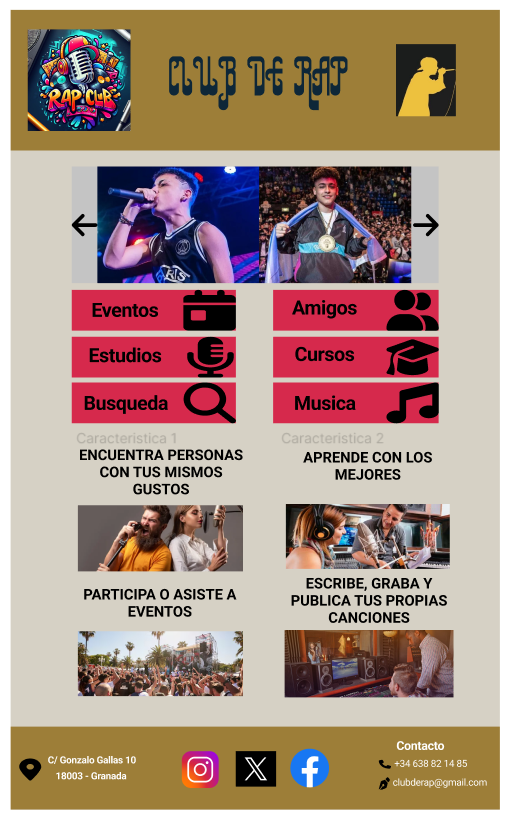 RAP CLUB
CLUB DE RAP
Eventos
Amigos
Estudios
Cursos
Busqueda
Musica
Caracteristica 1
ENCUENTRA PERSONAS
CON TUS MISMOS
GUSTOS
Caracteristica 2
APRENDE CON LOS
MEJORES
PARTICIPA O ASISTE A
EVENTOS
ESCRIBE, GRABA Y
PUBLICA TUS PROPIAS
CANCIONES
C/ Gonzalo Gallas 10
18003 - Granada
Contacto
+34 638 82 14 85
clubderap@gmail.com